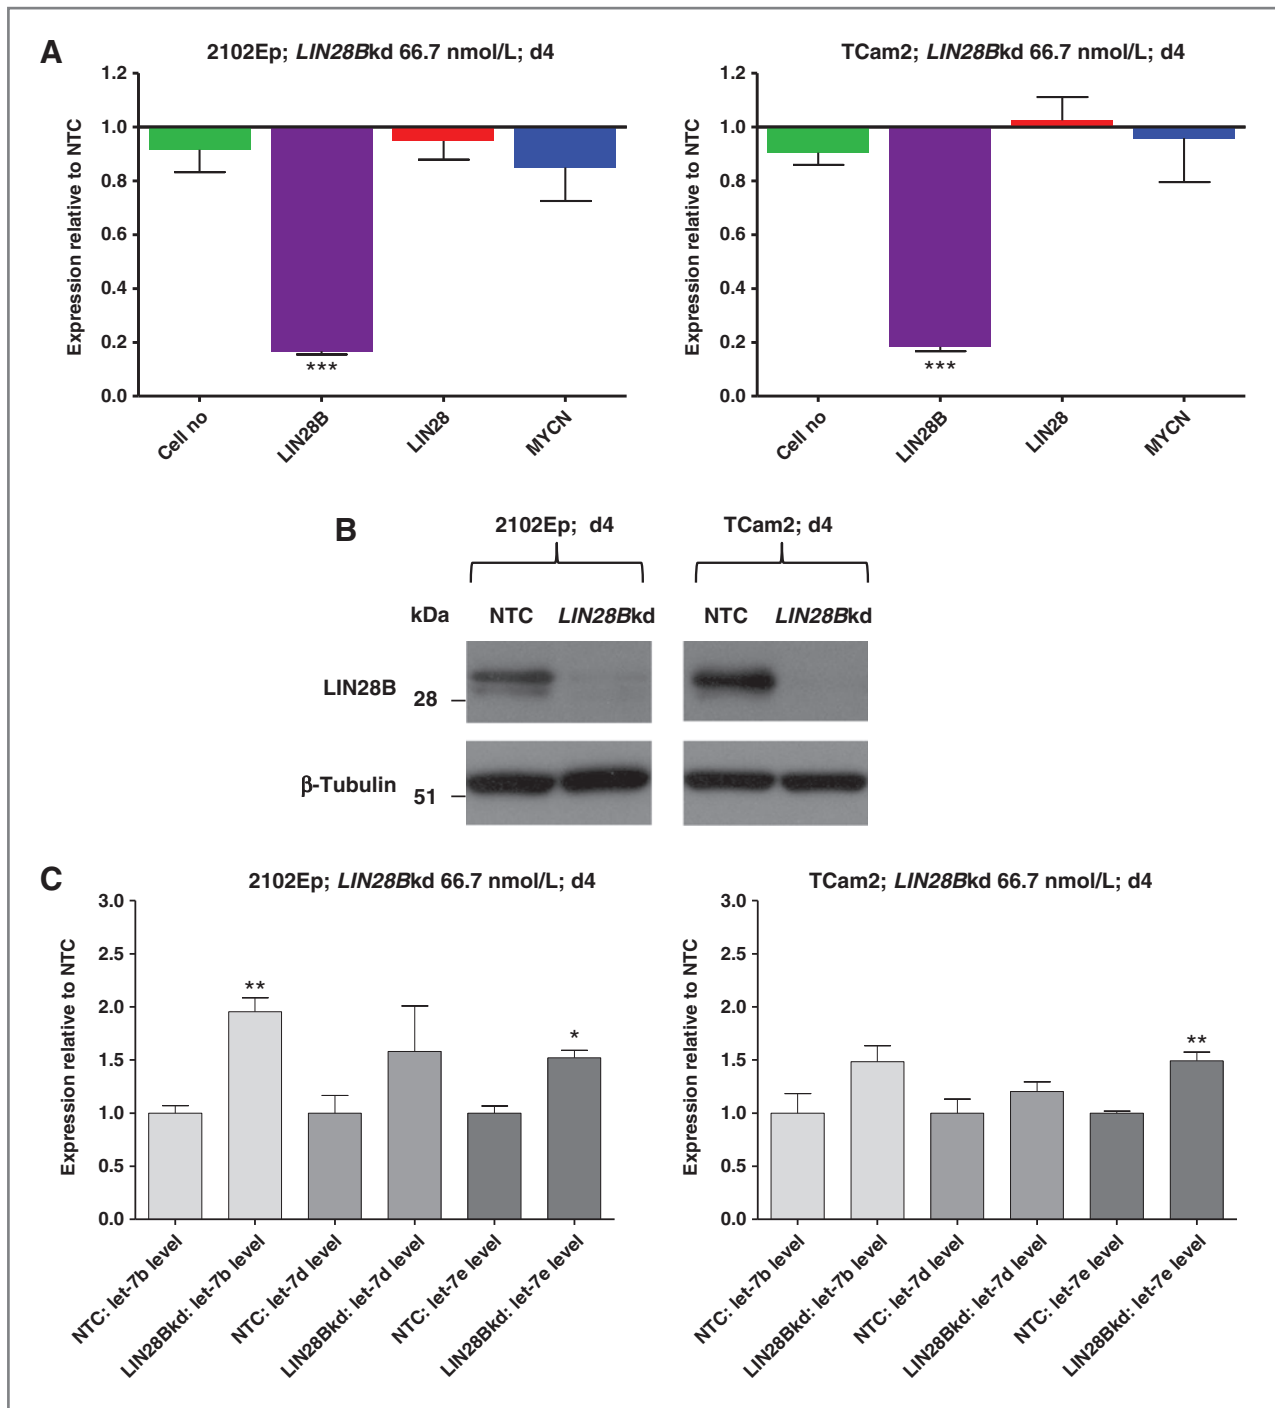 A
2102Ep; LIN28Bkd 66.7 nmol/L; d4
Expression relative to NTC
1.2
1.0
0.8
0.6
0.4
0.2
0.0
***
Cell no
LIN28B
LIN28
MYCN
TCam2; LIN28Bkd 66.7 nmol/L; d4
Expression relative to NTC
1.2
1.0
0.8
0.6
0.4
0.2
0.0
***
Cell no
LIN28B
LIN28
MYCN
B
2102Ep; d4
TCam2; d4
kDa
NTC
LIN28Bkd
NTC
LIN28Bkd
LIN28B
28
β-Tubulin
51
C
2102Ep; LIN28Bkd 66.7 nmol/L; d4
Expression relative to NTC
3.0
2.5
2.0
1.5
1.0
0.5
0.0
**
*
NTC: let-7b level
LIN28Bkd: let-7b level
NTC: let-7d level
LIN28Bkd: let-7d level
NTC: let-7e level
LIN28Bkd: let-7e level
TCam2; LIN28Bkd 66.7 nmol/L; d4
Expression relative to NTC
3.0
2.5
2.0
1.5
1.0
0.5
0.0
**
NTC: let-7b level
LIN28Bkd: let-7b level
NTC: let-7d level
LIN28Bkd: let-7d level
NTC: let-7e level
LIN28Bkd: let-7e level